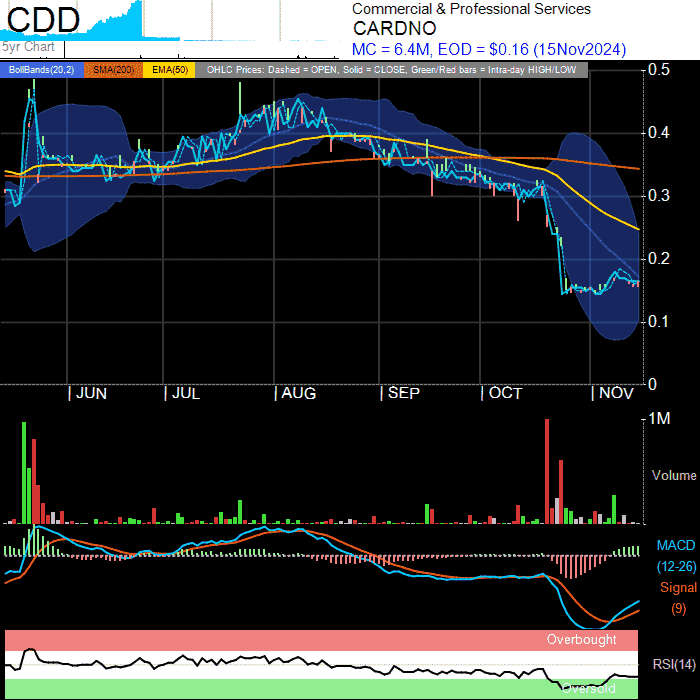 CDD
Commercial & Professional Services
CARDNO
5yr Chart
MC = 6.4M, EOD = $0.16 (15Nov2024)
BollBands(20,2) SMA(200) EMA(50) OHLC Prices: Dashed = OPEN, Solid = CLOSE, Green/Red bars = Intra-day HIGH/LOW
0.5
0.4
0.3
0.2
0.1
0
| JUN | JUL | AUG | SEP | OCT | NOV
1M
Volume
MACD
(12-26)
Signal
(9)
Overbought
RSI(14)
Oversold